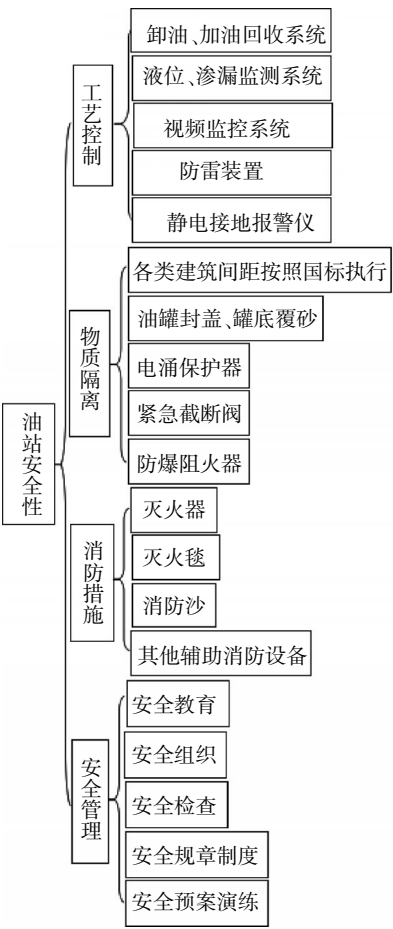 油站安全性
工艺控制
卸油、加油回收系统
液位、渗漏监测系统
视频监控系统
防雷装置
静电接地报警仪
物质隔离
各类建筑间距按照国标执行
油罐封盖、罐底覆砂
电涌保护器
紧急截断阀
防爆阻火器
消防措施
灭火器
灭火毯
消防沙
其他辅助消防设备
安全管理
安全教育
安全组织
安全检查
安全规章制度
安全预案演练